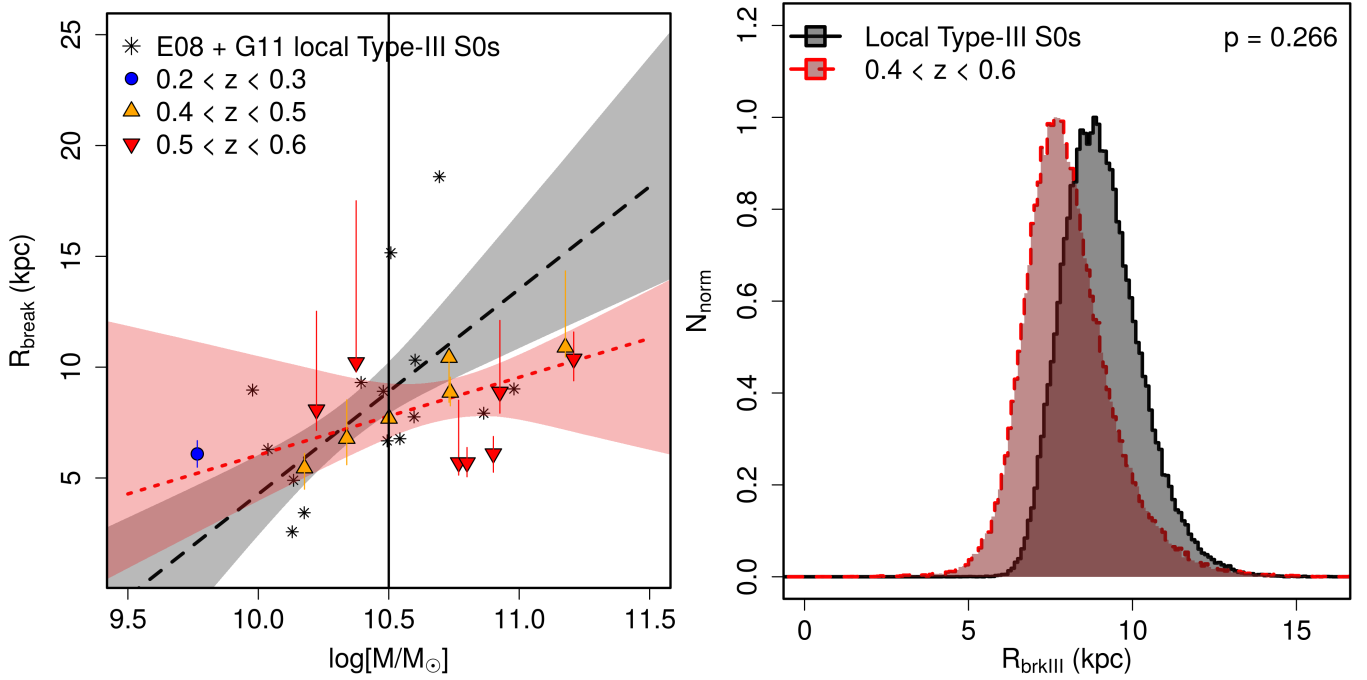 E08 + G11 local Type-III S0s
0.2 < z < 0.3
0.4 < z < 0.5
0.5 < z < 0.6
25
20
15
10
5
R_break (kpc)
9.5 10.0 10.5 11.0 11.5
log[M/M☉]
Local Type-III S0s
0.4 < z < 0.6
p = 0.266
1.2
1.0
0.8
0.6
0.4
0.2
0.0
N_norm
0 5 10 15
R_brkIII (kpc)